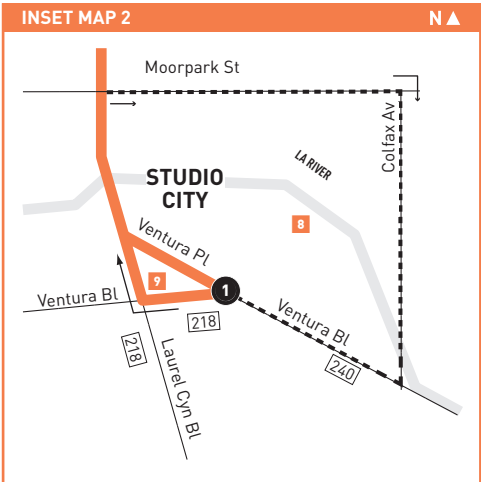 INSET MAP 2
N
Moorpark St
Colfax Av
LA RIVER
STUDIO
CITY
8
Ventura Pl
9
1
Ventura Bl
218
Ventura Bl
218
240
Laurel Cyn Bl